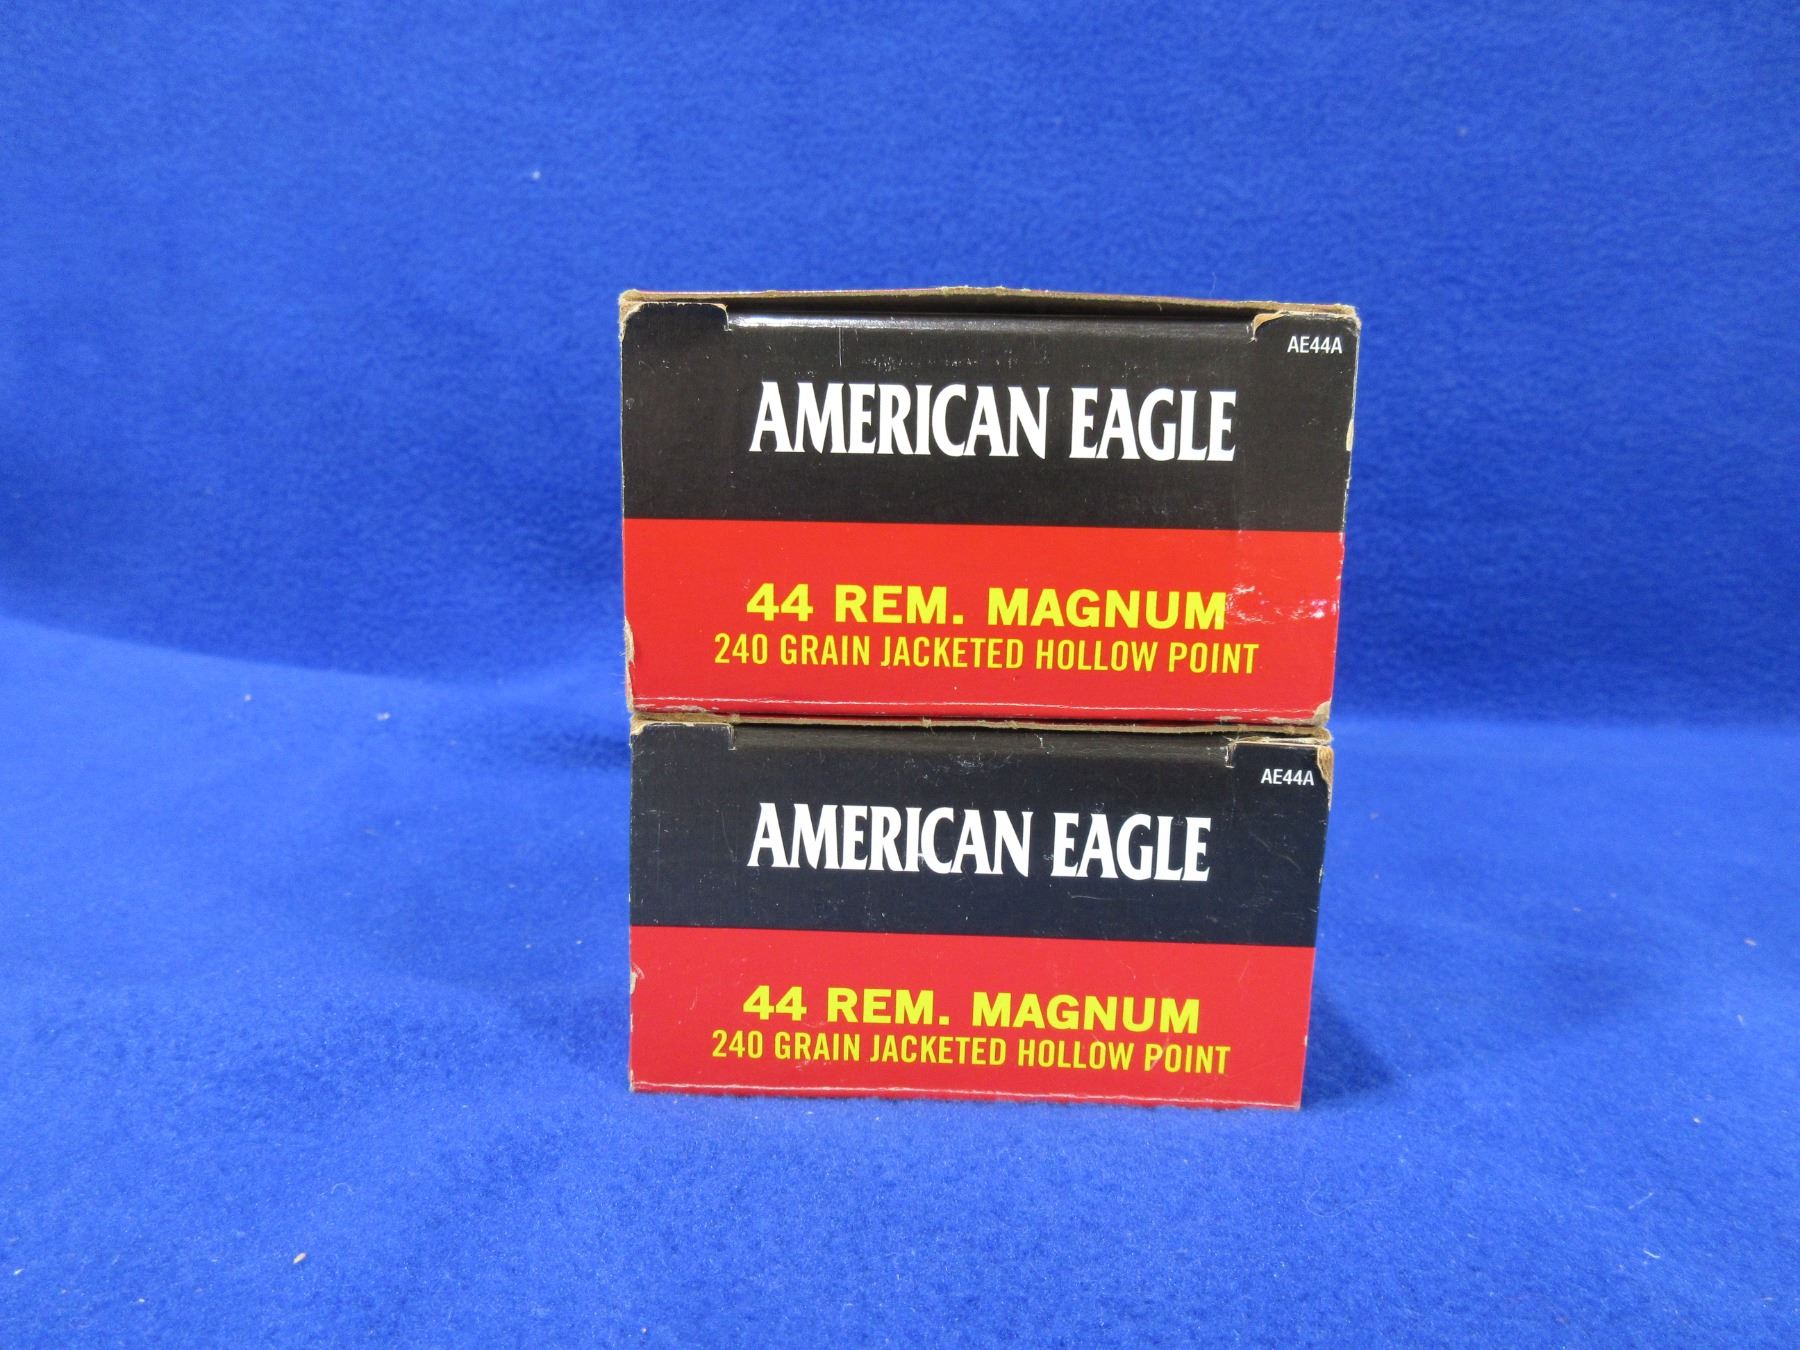 AE44A
AMERICAN EAGLE
44 REM. MAGNUM
240 GRAIN JACKETED HOLLOW POINT
AE44A
AMERICAN EAGLE
44 REM. MAGNUM
240 GRAIN JACKETED HOLLOW POINT